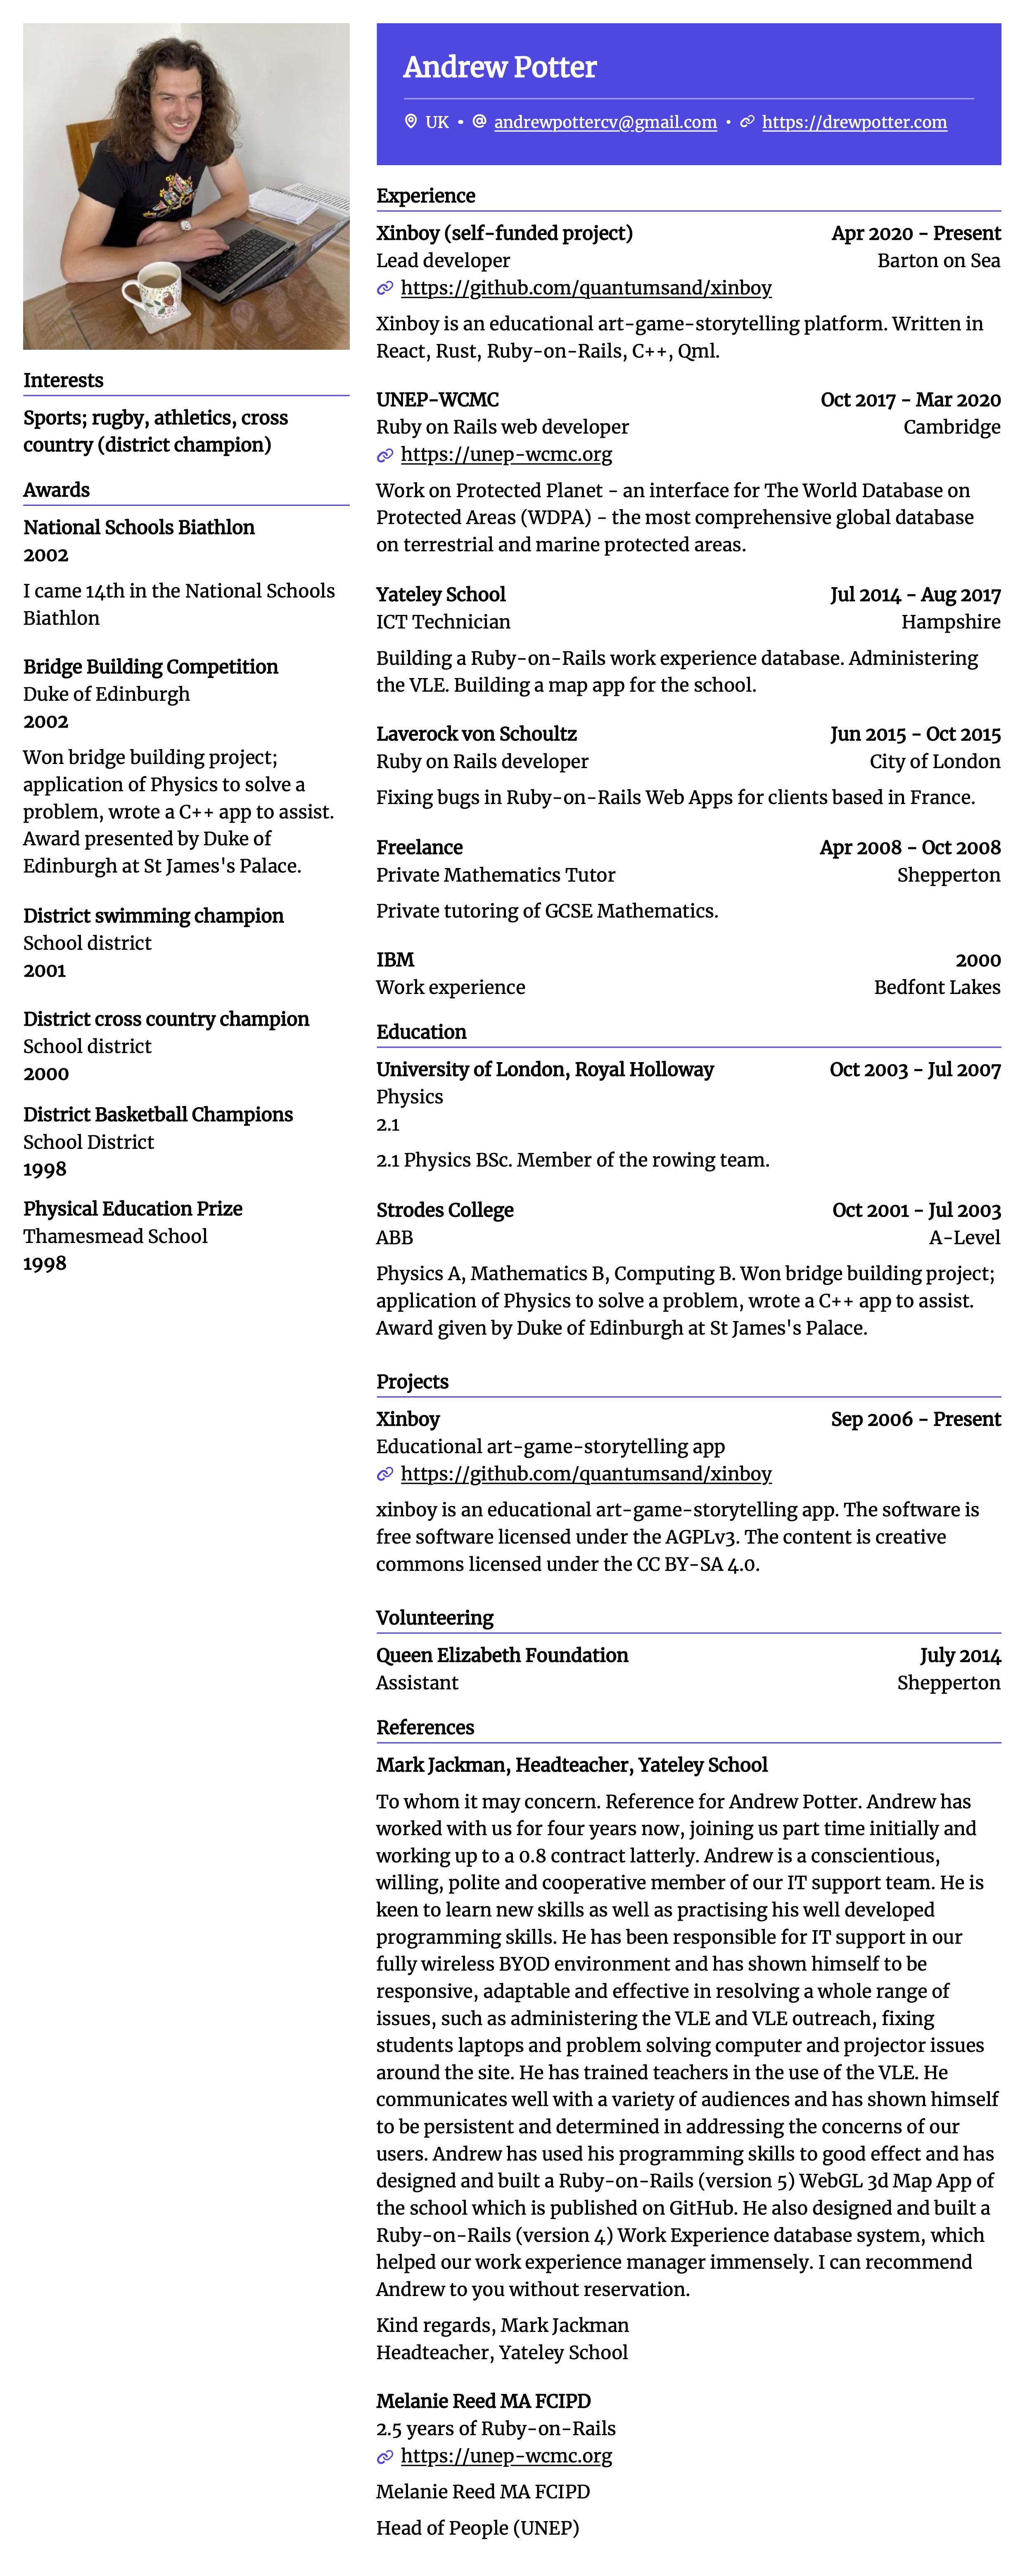 Andrew Potter
UK • andrewpottercv@gmail.com • https://drewpotter.com
Interests
Sports; rugby, athletics, cross
country (district champion)
Awards
National Schools Biathlon
2002
I came 14th in the National Schools
Biathlon
Bridge Building Competition
Duke of Edinburgh
2002
Won bridge building project;
application of Physics to solve a
problem, wrote a C++ app to assist.
Award presented by Duke of
Edinburgh at St James's Palace.
District swimming champion
School district
2001
District cross country champion
School district
2000
District Basketball Champions
School District
1998
Physical Education Prize
Thamesmead School
1998
Experience
Xinboy (self-funded project) Apr 2020 - Present
Lead developer Barton on Sea
https://github.com/quantumsand/xinboy
Xinboy is an educational art-game-storytelling platform. Written in
React, Rust, Ruby-on-Rails, C++, Qml.
UNEP-WCMC Oct 2017 - Mar 2020
Ruby on Rails web developer Cambridge
https://unep-wcmc.org
Work on Protected Planet - an interface for The World Database on
Protected Areas (WDPA) - the most comprehensive global database
on terrestrial and marine protected areas.
Yateley School Jul 2014 - Aug 2017
ICT Technician Hampshire
Building a Ruby-on-Rails work experience database. Administering
the VLE. Building a map app for the school.
Laverock von Schoultz Jun 2015 - Oct 2015
Ruby on Rails developer City of London
Fixing bugs in Ruby-on-Rails Web Apps for clients based in France.
Freelance Apr 2008 - Oct 2008
Private Mathematics Tutor Shepperton
Private tutoring of GCSE Mathematics.
IBM 2000
Work experience Bedfont Lakes
Education
University of London, Royal Holloway Oct 2003 - Jul 2007
Physics
2.1
2.1 Physics BSc. Member of the rowing team.
Strodes College Oct 2001 - Jul 2003
ABB A-Level
Physics A, Mathematics B, Computing B. Won bridge building project;
application of Physics to solve a problem, wrote a C++ app to assist.
Award given by Duke of Edinburgh at St James's Palace.
Projects
Xinboy Sep 2006 - Present
Educational art-game-storytelling app
https://github.com/quantumsand/xinboy
xinboy is an educational art-game-storytelling app. The software is
free software licensed under the AGPLv3. The content is creative
commons licensed under the CC BY-SA 4.0.
Volunteering
Queen Elizabeth Foundation July 2014
Assistant Shepperton
References
Mark Jackman, Headteacher, Yateley School
To whom it may concern. Reference for Andrew Potter. Andrew has
worked with us for four years now, joining us part time initially and
working up to a 0.8 contract latterly. Andrew is a conscientious,
willing, polite and cooperative member of our IT support team. He is
keen to learn new skills as well as practising his well developed
programming skills. He has been responsible for IT support in our
fully wireless BYOD environment and has shown himself to be
responsive, adaptable and effective in resolving a whole range of
issues, such as administering the VLE and VLE outreach, fixing
students laptops and problem solving computer and projector issues
around the site. He has trained teachers in the use of the VLE. He
communicates well with a variety of audiences and has shown himself
to be persistent and determined in addressing the concerns of our
users. Andrew has used his programming skills to good effect and has
designed and built a Ruby-on-Rails (version 5) WebGL 3d Map App of
the school which is published on GitHub. He also designed and built a
Ruby-on-Rails (version 4) Work Experience database system, which
helped our work experience manager immensely. I can recommend
Andrew to you without reservation.
Kind regards, Mark Jackman
Headteacher, Yateley School
Melanie Reed MA FCIPD
2.5 years of Ruby-on-Rails
https://unep-wcmc.org
Melanie Reed MA FCIPD
Head of People (UNEP)